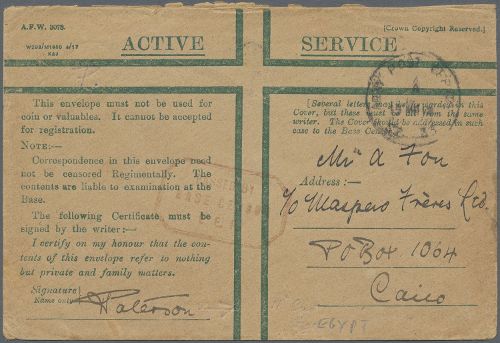 A.F.W. 3078.
[Crown Copyright Reserved.]
ACTIVE SERVICE
This envelope must not be used for
coin or valuables. It cannot be accepted
for registration.
NOTE:—
Correspondence in this envelope need
not be censored Regimentally. The
contents are liable to examination at the
Base.
The following Certificate must be
signed by the writer:—
I certify on my honour that the con-
tents of this envelope refer to nothing
but private and family matters.
Signature
Name only
Paterson
[Several letters may be forwarded in this
Cover, but these must be from the same
writer. The Cover should be addressed in such
case to the Base Censor.]
Mr A
Address:—
c/o Maspero Frères Ltd.
PO Box 1064
Cairo
EGYPT